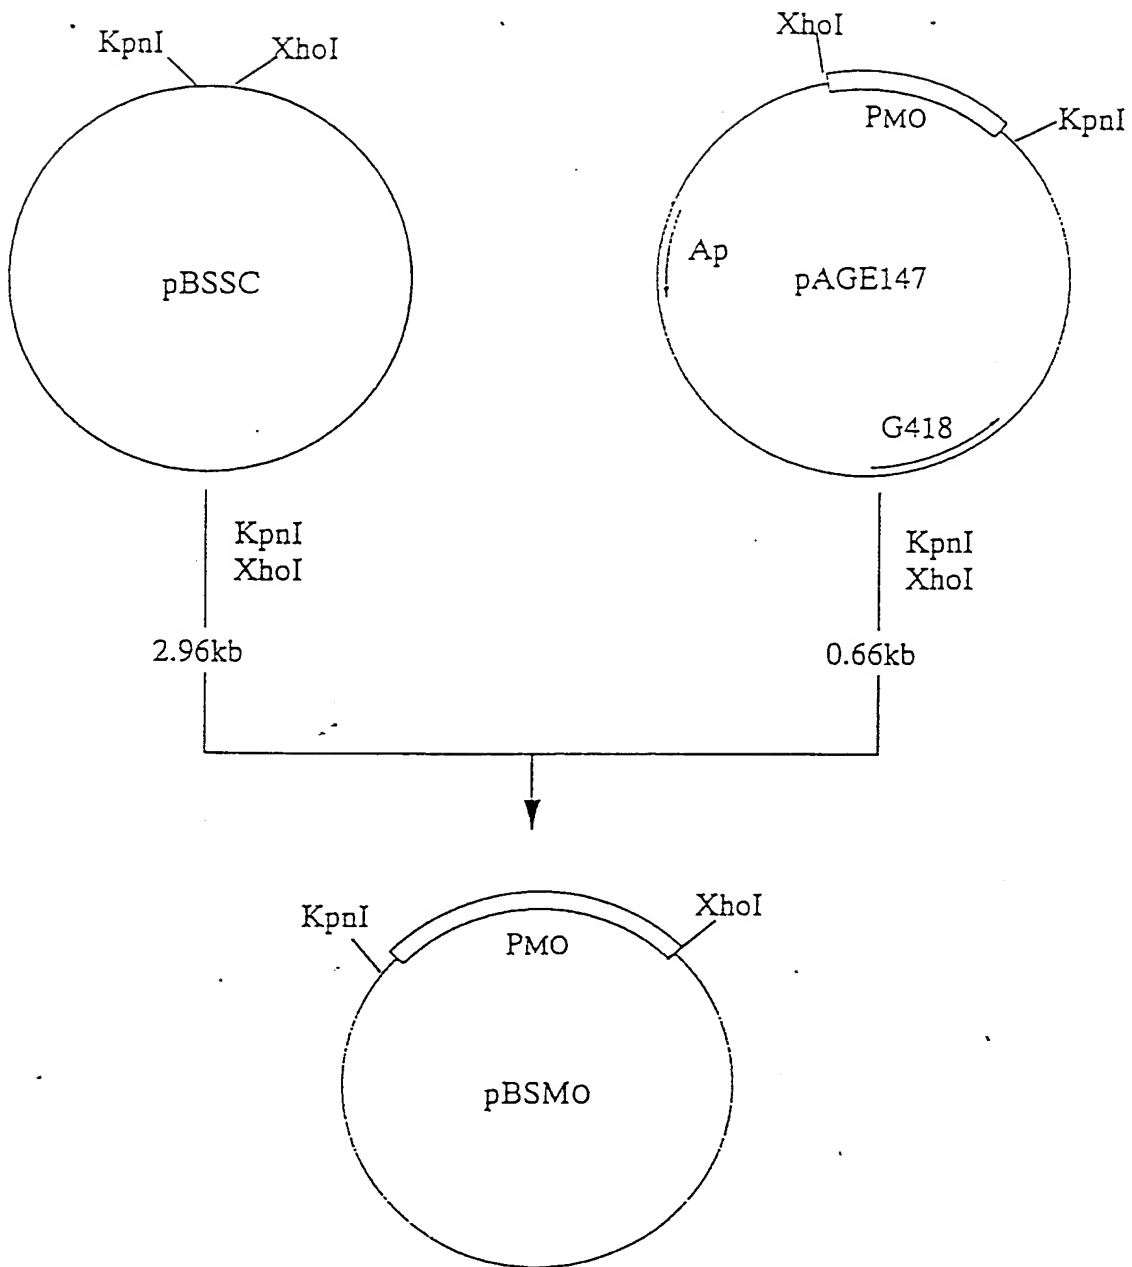 KpnI
XhoI
pBSSC
KpnI
XhoI
2.96kb
XhoI
PMO
KpnI
Ap
pAGE147
G418
KpnI
XhoI
0.66kb
KpnI
PMO
XhoI
pBSMO